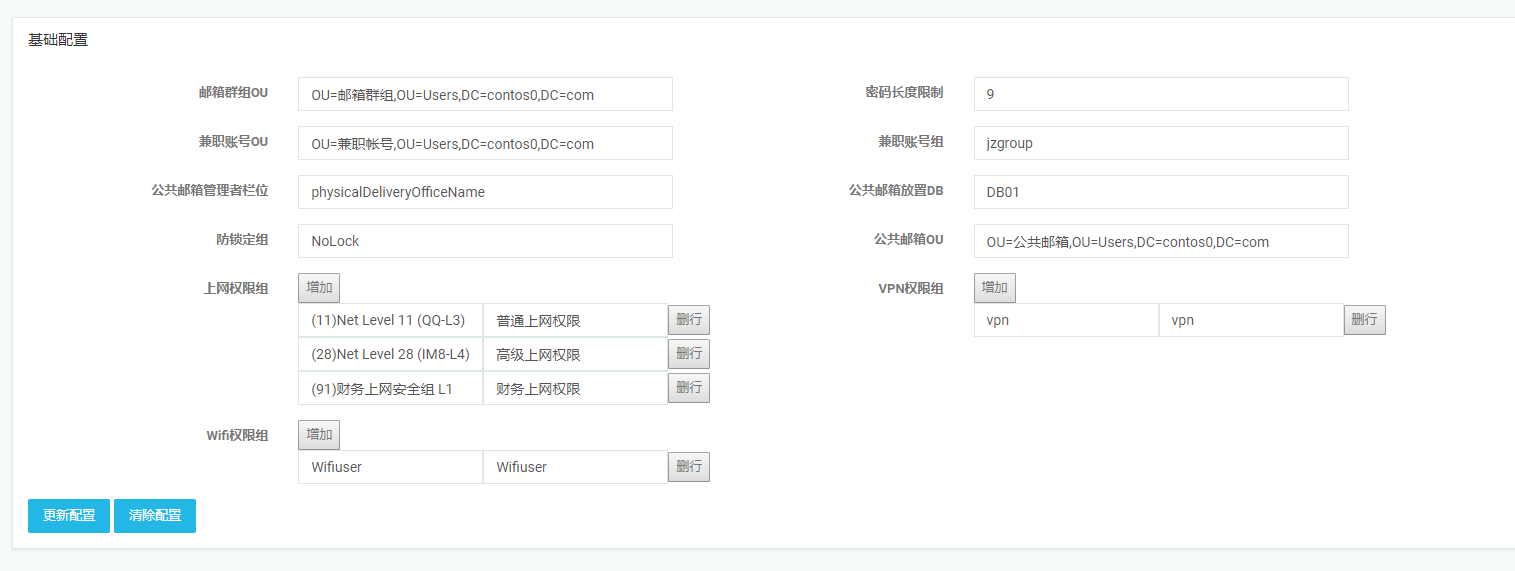 基础配置
邮箱群组OU OU=邮箱群组,OU=Users,DC=contos0,DC=com 密码长度限制 9
兼职账号OU OU=兼职帐号,OU=Users,DC=contos0,DC=com 兼职账号组 jzgroup
公共邮箱管理者栏位 physicalDeliveryOfficeName 公共邮箱放置DB DB01
防锁定组 NoLock 公共邮箱OU OU=公共邮箱,OU=Users,DC=contos0,DC=com
上网权限组 增加 VPN权限组 增加
(11)Net Level 11 (QQ-L3) 普通上网权限 删行 vpn vpn 删行
(28)Net Level 28 (IM8-L4) 高级上网权限 删行
(91)财务上网安全组 L1 财务上网权限 删行
Wifi权限组 增加
Wifiuser Wifiuser 删行
更新配置 清除配置